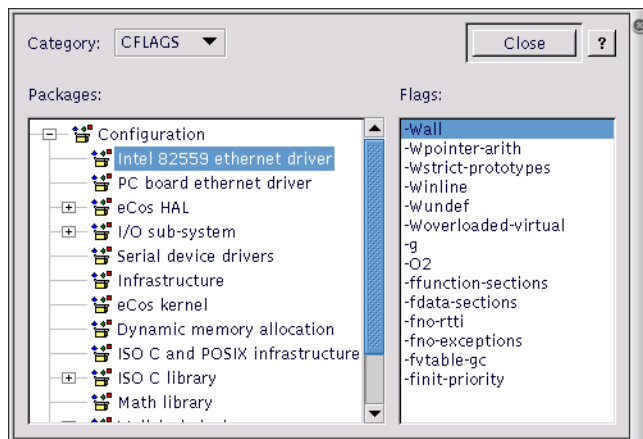 Category: CFLAGS Close ?
Packages: Flags:
Configuration
Intel 82559 ethernet driver
PC board ethernet driver
eCos HAL
I/O sub-system
Serial device drivers
Infrastructure
eCos kernel
Dynamic memory allocation
ISO C and POSIX infrastructure
ISO C library
Math library
-Wall
-Wpointer-arith
-Wstrict-prototypes
-Winline
-Wundef
-Woverloaded-virtual
-g
-O2
-ffunction-sections
-fdata-sections
-fno-rtti
-fno-exceptions
-fvtable-gc
-finit-priority